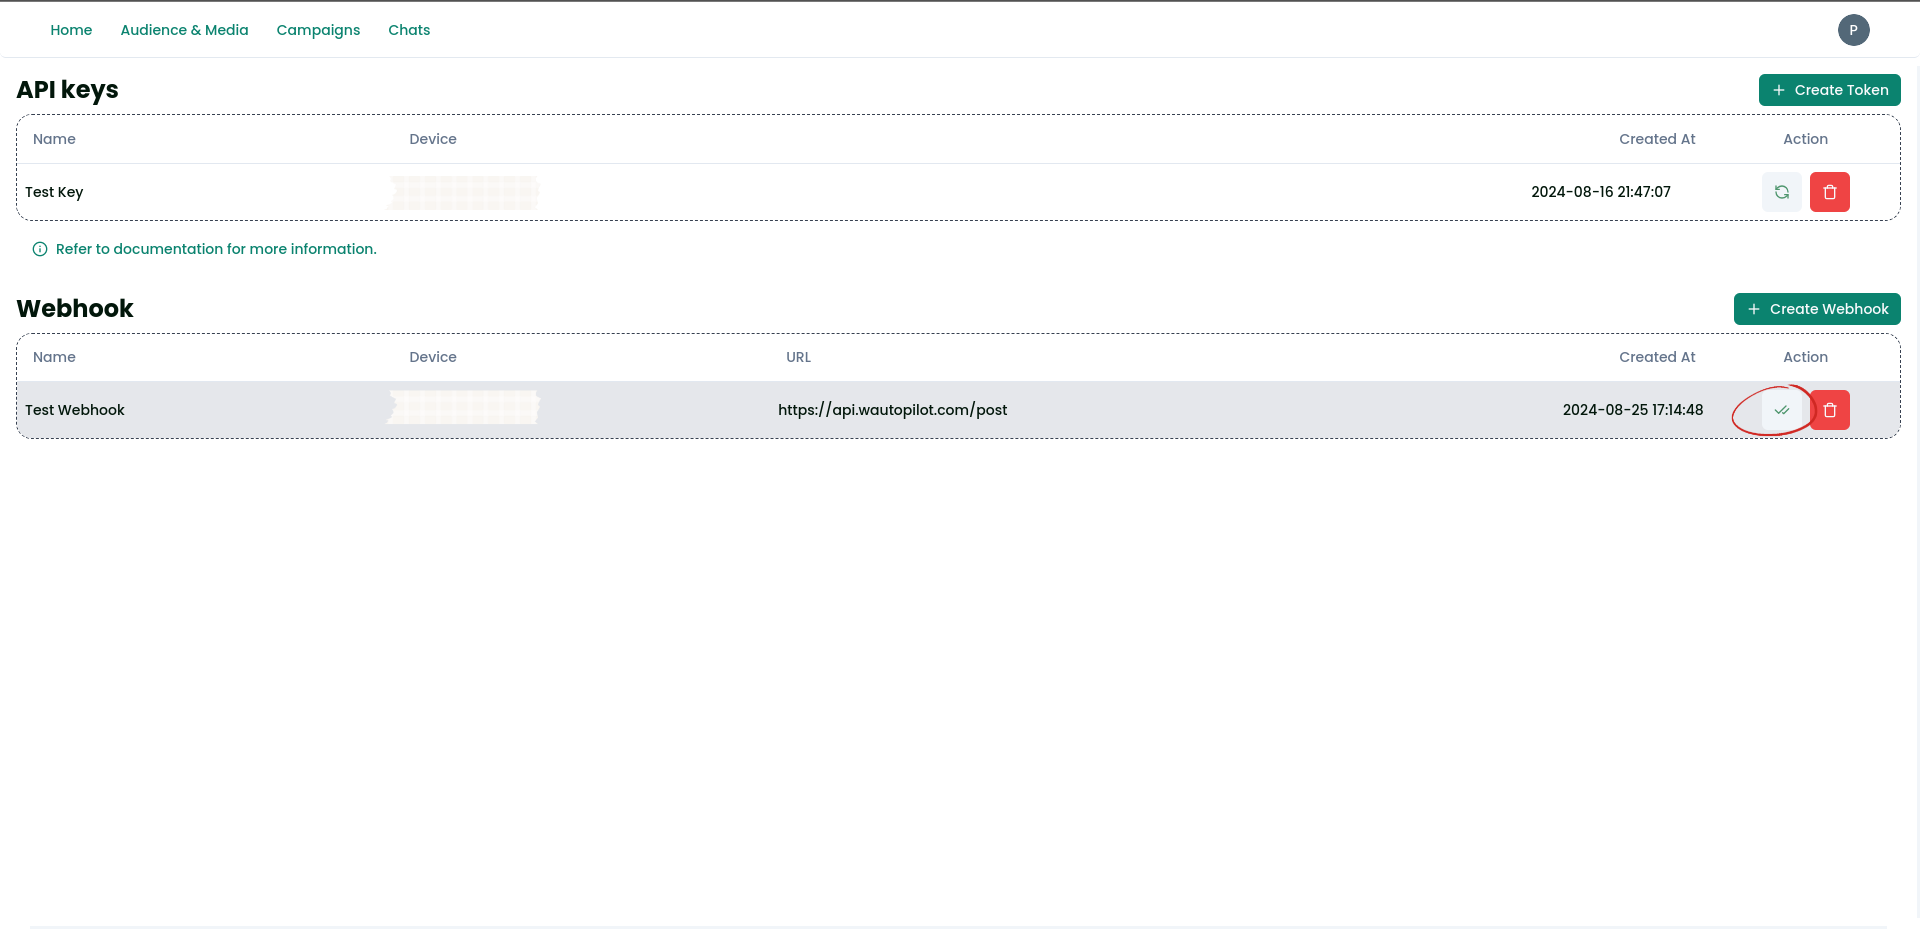 Home Audience & Media Campaigns Chats P
API keys + Create Token
Name Device Created At Action
Test Key 2024-08-16 21:47:07
Refer to documentation for more information.
Webhook + Create Webhook
Name Device URL Created At Action
Test Webhook https://api.wautopilot.com/post 2024-08-25 17:14:48